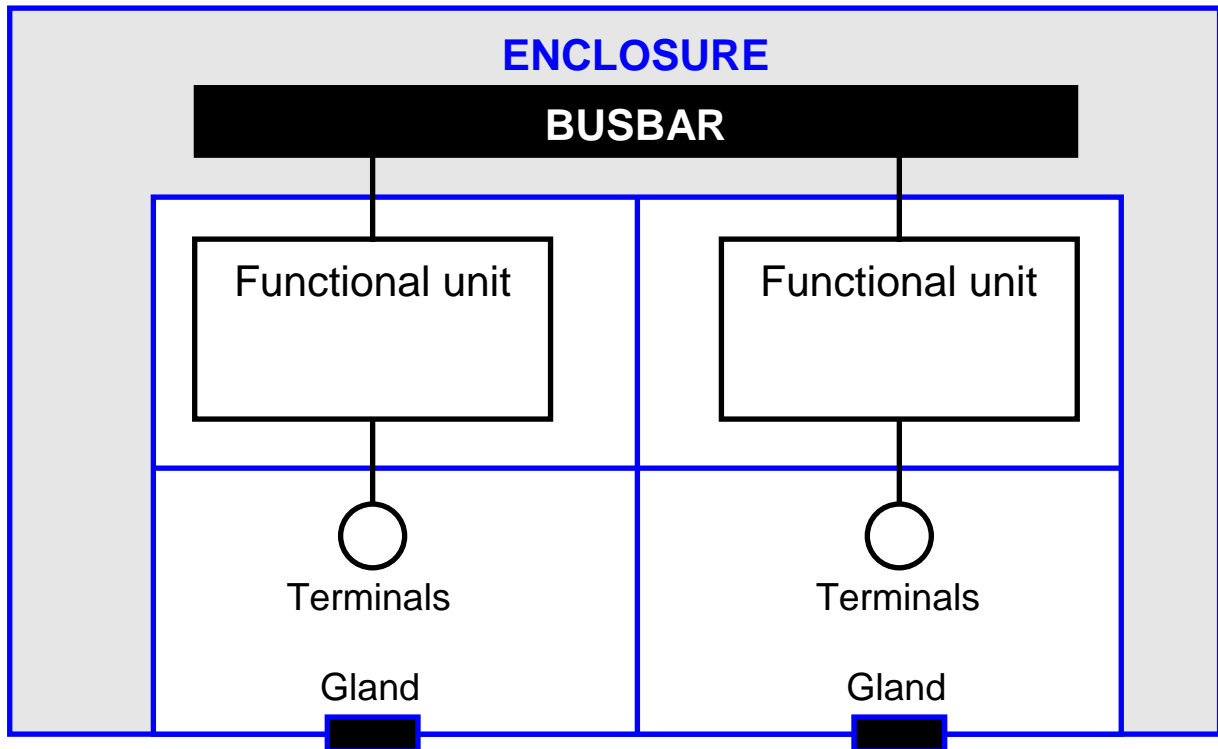 ENCLOSURE
BUSBAR
Functional unit
Functional unit
Terminals
Terminals
Gland
Gland